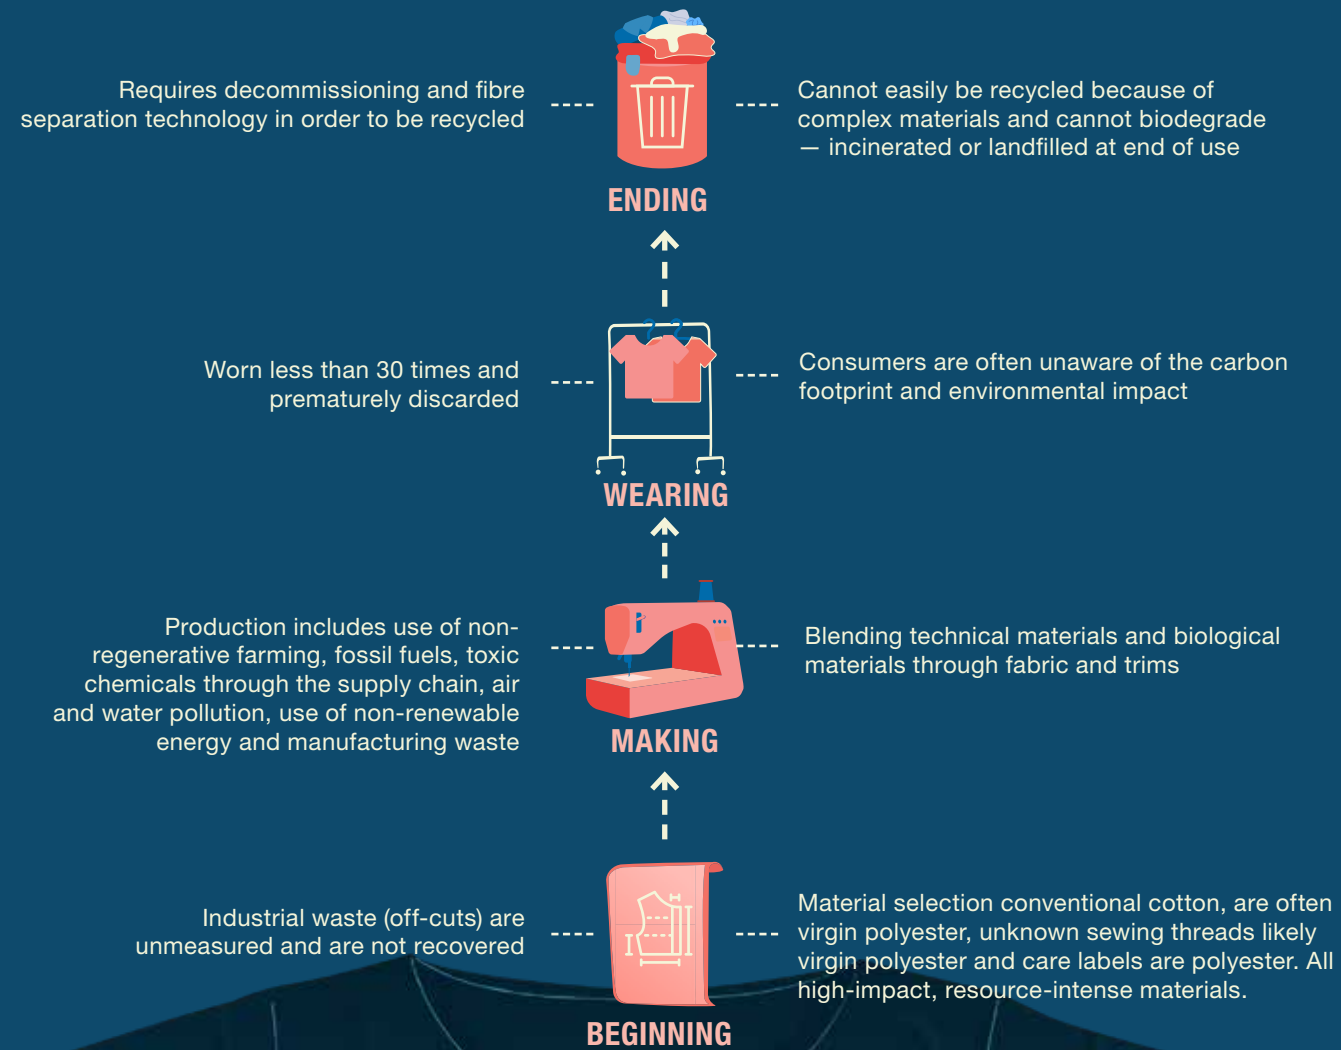 Requires decommissioning and fibre
separation technology in order to be recycled
Cannot easily be recycled because of
complex materials and cannot biodegrade
— incinerated or landfilled at end of use
ENDING
Worn less than 30 times and
prematurely discarded
Consumers are often unaware of the carbon
footprint and environmental impact
WEARING
Production includes use of non-
regenerative farming, fossil fuels, toxic
chemicals through the supply chain, air
and water pollution, use of non-renewable
energy and manufacturing waste
Blending technical materials and biological
materials through fabric and trims
MAKING
Industrial waste (off-cuts) are
unmeasured and are not recovered
Material selection conventional cotton, are often
virgin polyester, unknown sewing threads likely
virgin polyester and care labels are polyester. All
high-impact, resource-intense materials.
BEGINNING